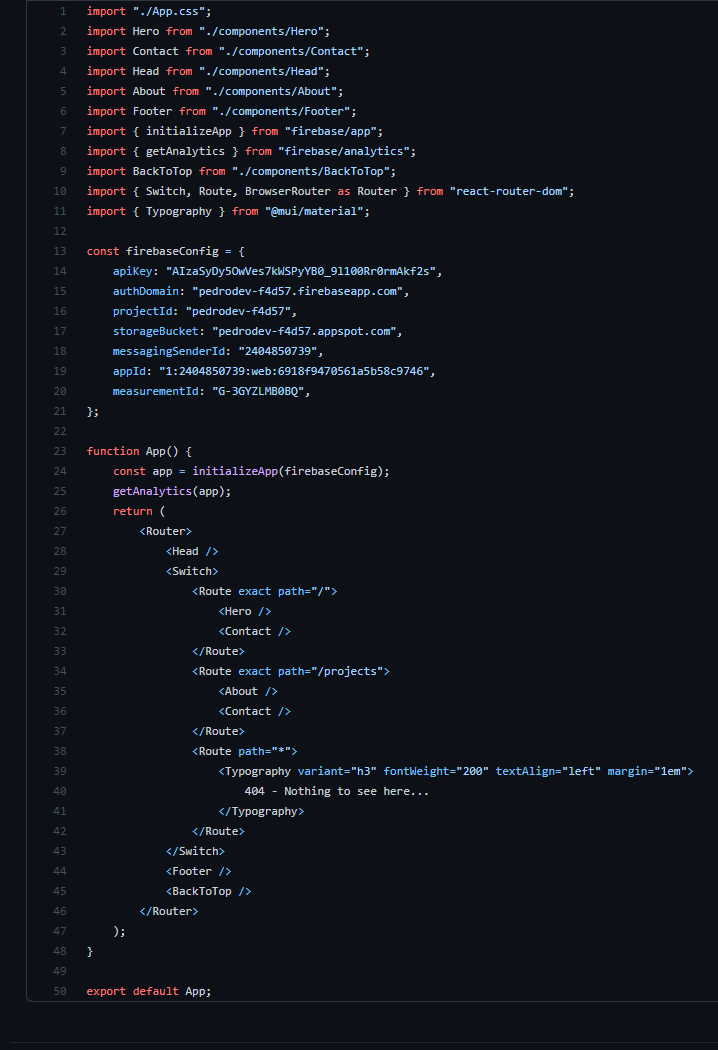 1 import "./App.css";
2 import Hero from "./components/Hero";
3 import Contact from "./components/Contact";
4 import Head from "./components/Head";
5 import About from "./components/About";
6 import Footer from "./components/Footer";
7 import { initializeApp } from "firebase/app";
8 import { getAnalytics } from "firebase/analytics";
9 import BackToTop from "./components/BackToTop";
10 import { Switch, Route, BrowserRouter as Router } from "react-router-dom";
11 import { Typography } from "@mui/material";
12
13 const firebaseConfig = {
14 apiKey: "AIzaSyDy5OwVes7kWSPyYB0_9l100Rr0rmAkf2s",
15 authDomain: "pedrodev-f4d57.firebaseapp.com",
16 projectId: "pedrodev-f4d57",
17 storageBucket: "pedrodev-f4d57.appspot.com",
18 messagingSenderId: "2404850739",
19 appId: "1:2404850739:web:6918f9470561a5b58c9746",
20 measurementId: "G-3GYZLMB0BQ",
21 };
22
23 function App() {
24 const app = initializeApp(firebaseConfig);
25 getAnalytics(app);
26 return (
27 <Router>
28 <Head />
29 <Switch>
30 <Route exact path="/">
31 <Hero />
32 <Contact />
33 </Route>
34 <Route exact path="/projects">
35 <About />
36 <Contact />
37 </Route>
38 <Route path="*">
39 <Typography variant="h3" fontWeight="200" textAlign="left" margin="1em">
40 404 - Nothing to see here...
41 </Typography>
42 </Route>
43 </Switch>
44 <Footer />
45 <BackToTop />
46 </Router>
47 );
48 }
49
50 export default App;